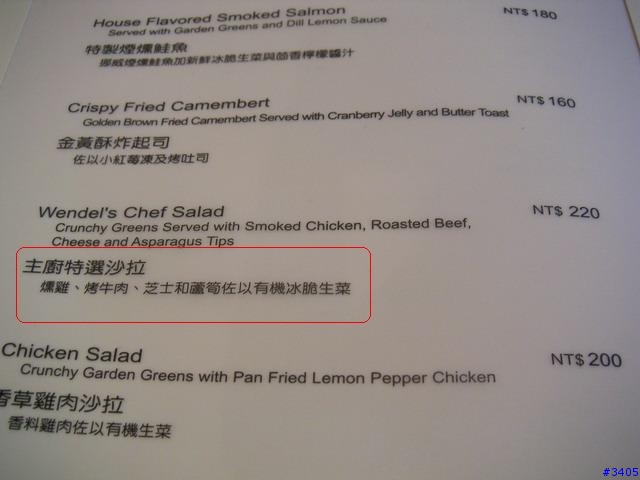 House Flavored Smoked Salmon NT$ 180
Served with Garden Greens and Dill Lemon Sauce
特製煙燻鮭魚
挪威煙燻鮭魚加新鮮冰脆生菜與茴香檸檬醬汁
Crispy Fried Camembert NT$ 160
Golden Brown Fried Camembert Served with Cranberry Jelly and Butter Toast
金黃酥炸起司
佐以小紅莓凍及烤吐司
Wendel's Chef Salad NT$ 220
Crunchy Greens Served with Smoked Chicken, Roasted Beef,
Cheese and Asparagus Tips
主廚特選沙拉
燻雞、烤牛肉、芝士和蘆筍佐以有機冰脆生菜
Chicken Salad NT$ 200
Crunchy Garden Greens with Pan Fried Lemon Pepper Chicken
香草雞肉沙拉
香料雞肉佐以有機生菜
#3405